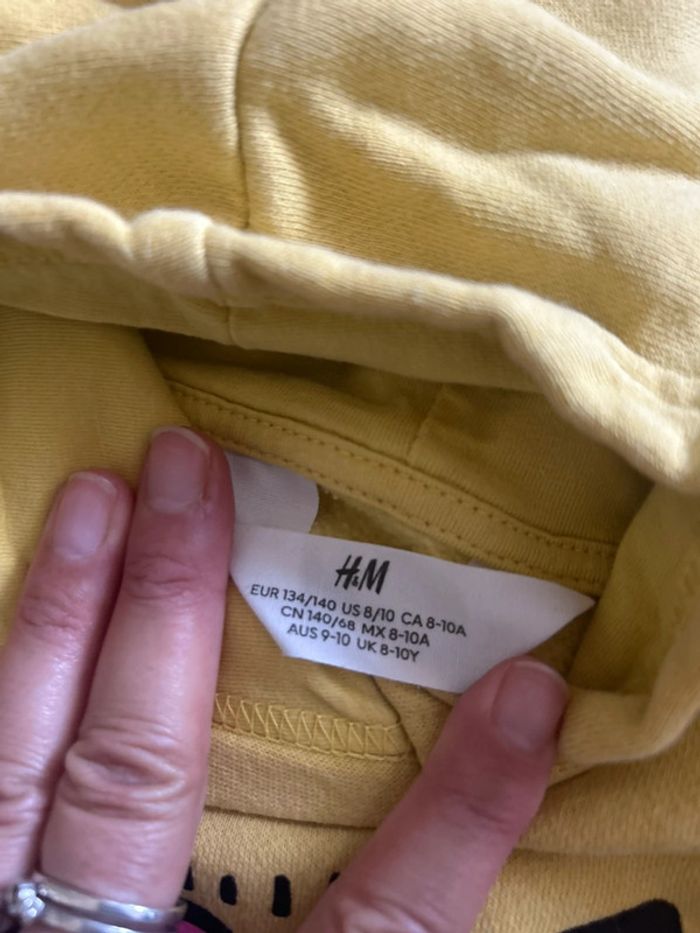 H&M
EUR 134/140 US 8/10 CA 8-10A
CN 140/68 MX 8-10A
AUS 9-10 UK 8-10Y